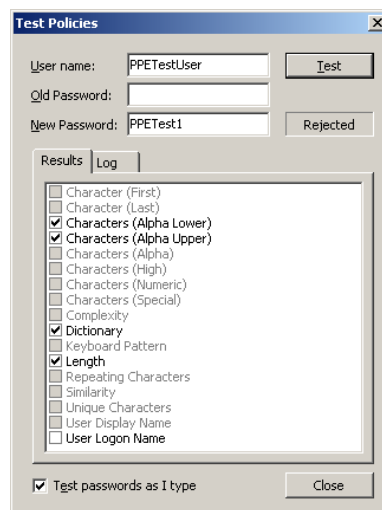 Test Policies
User name: PPETestUser Test
Old Password:
New Password: PPETest1 Rejected
Results Log
Character (First)
Character (Last)
Characters (Alpha Lower)
Characters (Alpha Upper)
Characters (Alpha)
Characters (High)
Characters (Numeric)
Characters (Special)
Complexity
Dictionary
Keyboard Pattern
Length
Repeating Characters
Similarity
Unique Characters
User Display Name
User Logon Name
Test passwords as I type Close